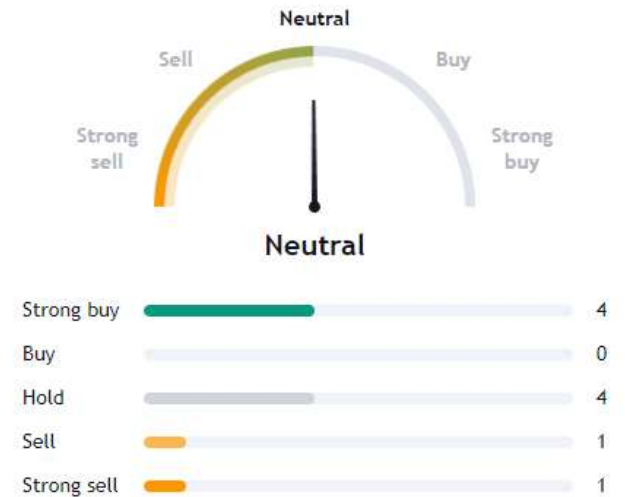 Neutral
Sell
Buy
Strong
sell
Strong
buy
Neutral
Strong buy 4
Buy 0
Hold 4
Sell 1
Strong sell 1